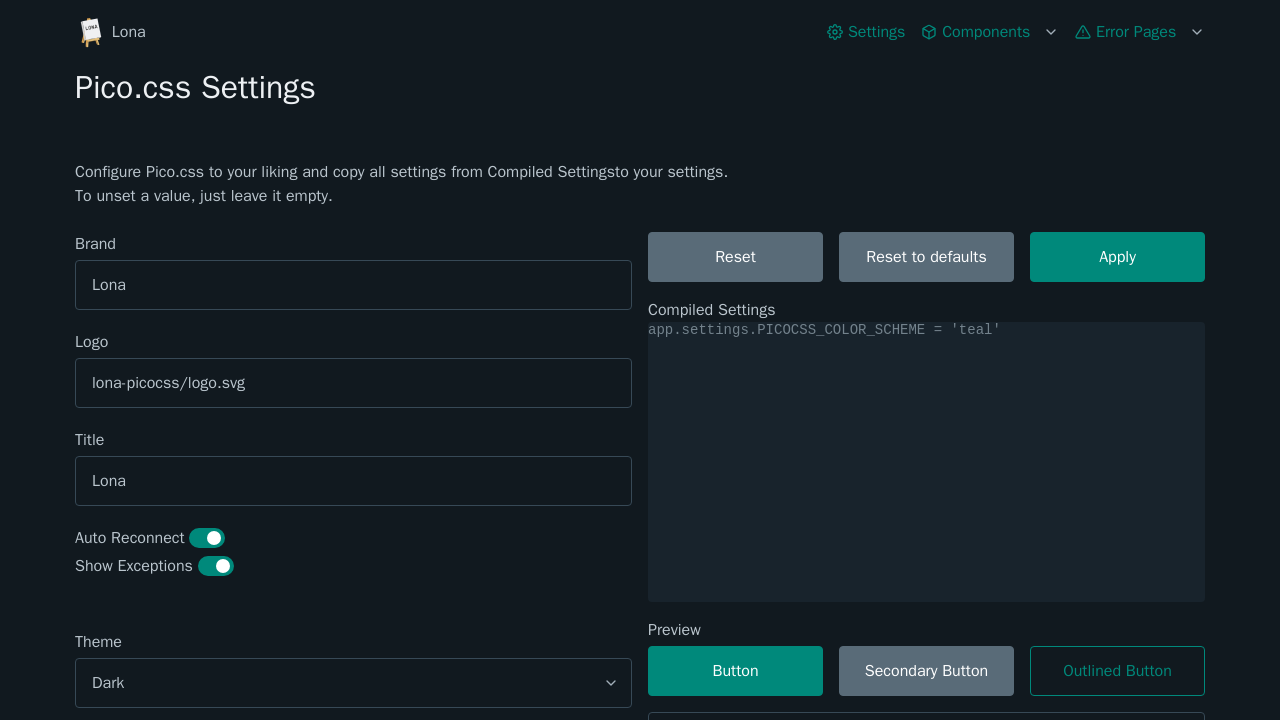 LONA
Lona
Settings
Components
Error Pages
Pico.css Settings
Configure Pico.css to your liking and copy all settings from Compiled Settingsto your settings.
To unset a value, just leave it empty.
Brand
Lona
Logo
lona-picocss/logo.svg
Title
Lona
Auto Reconnect
Show Exceptions
Theme
Dark
Reset
Reset to defaults
Apply
Compiled Settings
app.settings.PICOCSS_COLOR_SCHEME = 'teal'
Preview
Button
Secondary Button
Outlined Button